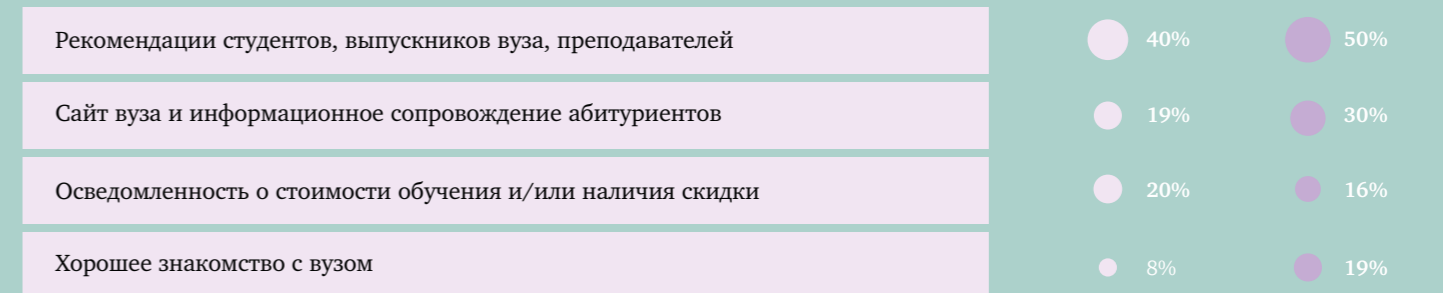 Рекомендации студентов, выпускников вуза, преподавателей 40% 50%
Сайт вуза и информационное сопровождение абитуриентов 19% 30%
Осведомленность о стоимости обучения и/или наличия скидки 20% 16%
Хорошее знакомство с вузом 8% 19%